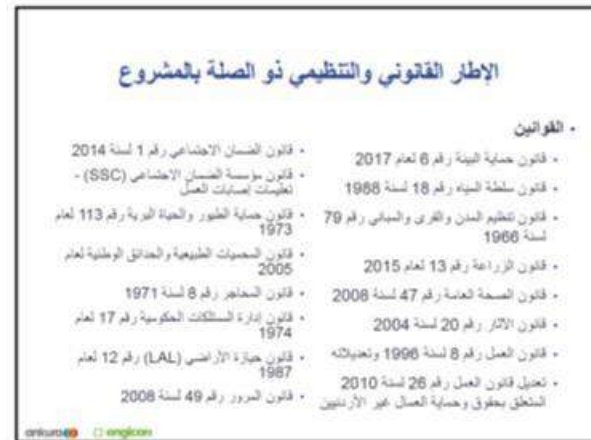 الإطار القانوني والتنظيمي ذو الصلة بالمشروع
• القوانين
• قانون حماية البيئة رقم 6 لعام 2017
• قانون سلطة المياه رقم 18 لسنة 1988
• قانون تنظيم المدن والقرى والمباني رقم 79
لسنة 1966
• قانون الزراعة رقم 13 لعام 2015
• قانون الصحة العامة رقم 47 لسنة 2008
• قانون الآثار رقم 20 لسنة 2004
• قانون العمل رقم 8 لسنة 1996 وتعديلاته
• تعديل قانون العمل رقم 26 لسنة 2010
المتعلق بحقوق وحماية العمال غير الأردنيين
• قانون الضمان الاجتماعي رقم 1 لسنة 2014
• قانون مؤسسة الضمان الاجتماعي (SSC) -
تعليمات إصابات العمل
• قانون حماية الطيور والحياة البرية رقم 113 لعام
1973
• قانون المحميات الطبيعية والحدائق الوطنية لعام
2005
• قانون المحاجر رقم 8 لسنة 1971
• قانون إدارة الممتلكات الحكومية رقم 17 لعام
1974
• قانون حيازة الأراضي (LAL) رقم 12 لعام
1987
• قانون المرور رقم 49 لسنة 2008
ankura engicon